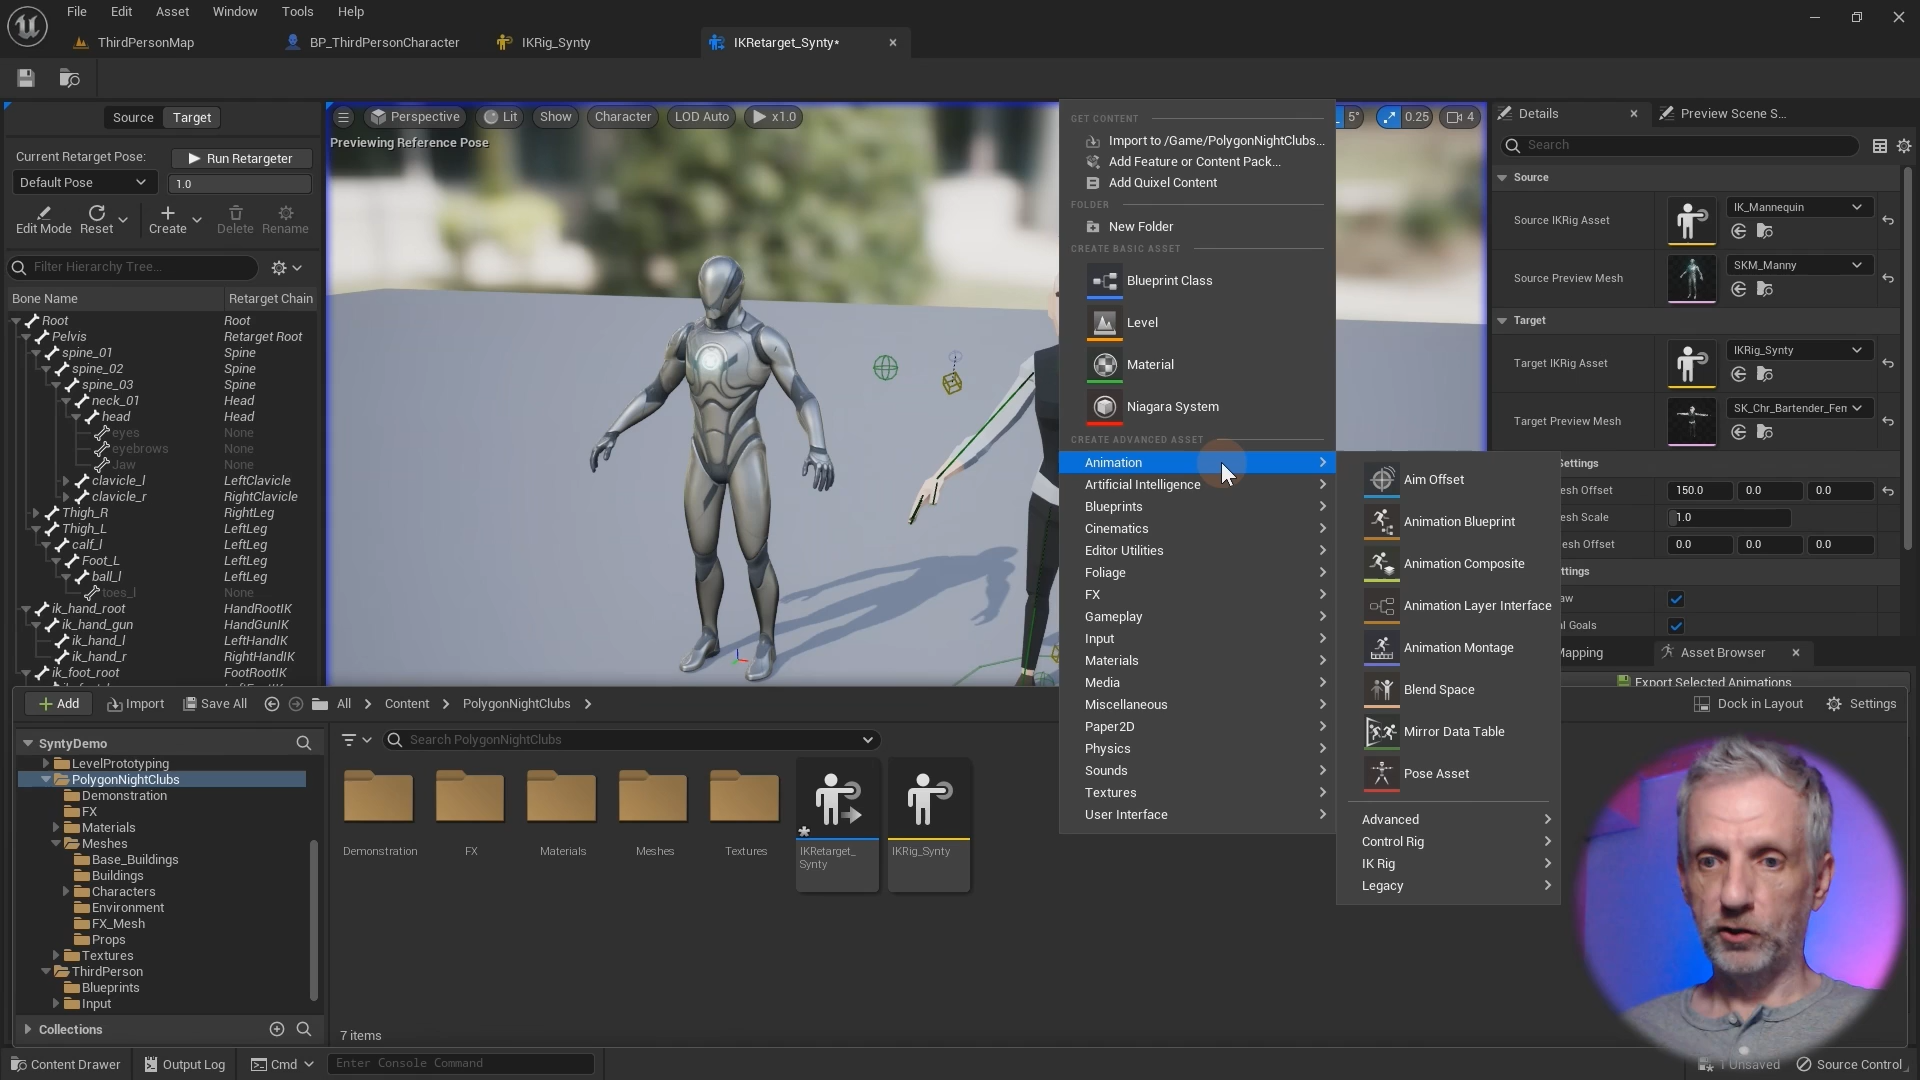 File Edit Asset Window Tools Help
ThirdPersonMap BP_ThirdPersonCharacter IKRig_Synty IKRetarget_Synty*
Source Target
Current Retarget Pose: Run Retargeter
Default Pose 1.0
Edit Mode Reset Create Delete Rename
Filter Hierarchy Tree...
Bone Name Retarget Chain
Root Root
Pelvis Retarget Root
spine_01 Spine
spine_02 Spine
spine_03 Spine
neck_01 Head
head Head
eyes None
eyebrows None
Jaw None
clavicle_l LeftClavicle
clavicle_r RightClavicle
Thigh_R RightLeg
Thigh_L LeftLeg
calf_l LeftLeg
Foot_L LeftLeg
ball_l LeftLeg
toes_l None
ik_hand_root HandRootIK
ik_hand_gun HandGunIK
ik_hand_l LeftHandIK
ik_hand_r RightHandIK
ik_foot_root FootRootIK
Perspective Lit Show Character LOD Auto x1.0
Previewing Reference Pose
5° 0.25 4
GET CONTENT
Import to /Game/PolygonNightClubs...
Add Feature or Content Pack...
Add Quixel Content
FOLDER
New Folder
CREATE BASIC ASSET
Blueprint Class
Level
Material
Niagara System
CREATE ADVANCED ASSET
Animation
Artificial Intelligence
Blueprints
Cinematics
Editor Utilities
Foliage
FX
Gameplay
Input
Materials
Media
Miscellaneous
Paper2D
Physics
Sounds
Textures
User Interface
Aim Offset
Animation Blueprint
Animation Composite
Animation Layer Interface
Animation Montage
Blend Space
Mirror Data Table
Pose Asset
Advanced
Control Rig
IK Rig
Legacy
Details Preview Scene S...
Search
Source
Source IKRig Asset IK_Mannequin
Source Preview Mesh SKM_Manny
Target
Target IKRig Asset IKRig_Synty
Target Preview Mesh SK_Chr_Bartender_Fem
Settings
esh Offset 150.0 0.0 0.0
esh Scale 1.0
esh Offset 0.0 0.0 0.0
ttings
aw
al Goals
Mapping Asset Browser
Export Selected Animations
Add Import Save All All Content PolygonNightClubs Dock in Layout Settings
SyntyDemo
LevelPrototyping
PolygonNightClubs
Demonstration
FX
Materials
Meshes
Base_Buildings
Buildings
Characters
Environment
FX_Mesh
Props
Textures
ThirdPerson
Blueprints
Input
Collections
Search PolygonNightClubs
Demonstration FX Materials Meshes Textures IKRetarget_ IKRig_Synty
Synty
7 items
Content Drawer Output Log Cmd Enter Console Command 1 Unsaved Source Control